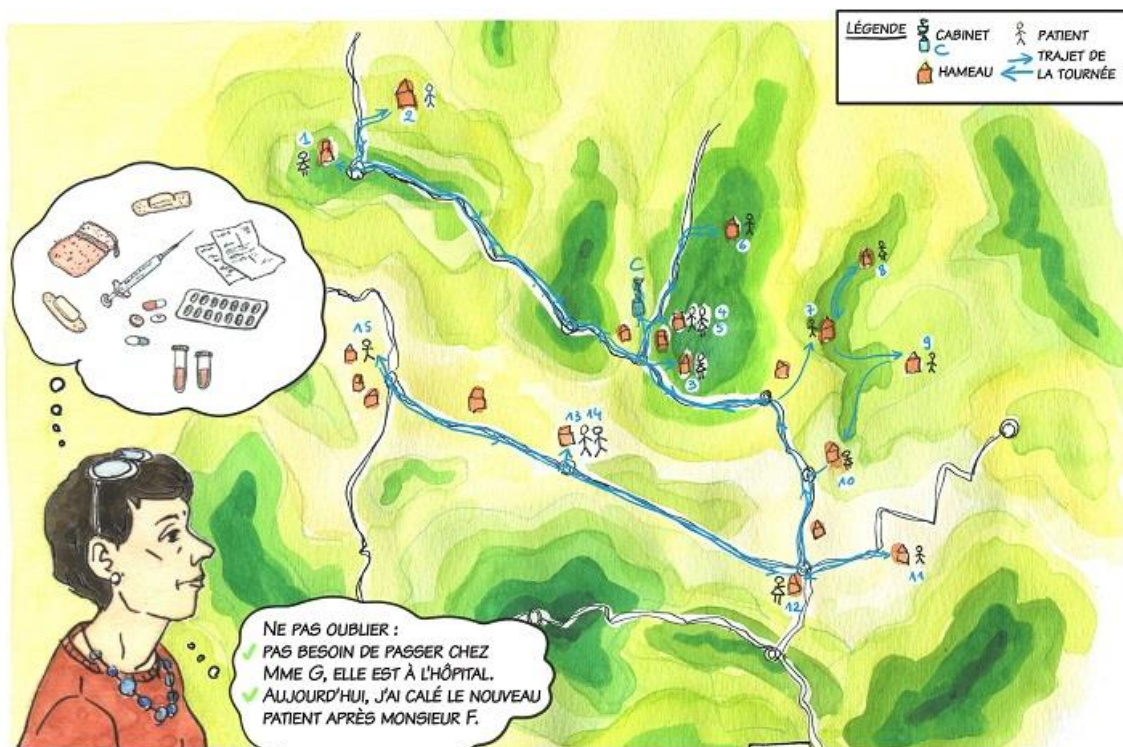 LÉGENDE
CABINET
C
PATIENT
TRAJET DE
LA TOURNÉE
HAMEAU
1
2
C
6
4
5
3
7
8
9
10
11
12
13 14
15
NE PAS OUBLIER :
PAS BESOIN DE PASSER CHEZ
MME G, ELLE EST À L'HÔPITAL.
AUJOURD'HUI, J'AI CALÉ LE NOUVEAU
PATIENT APRÈS MONSIEUR F.